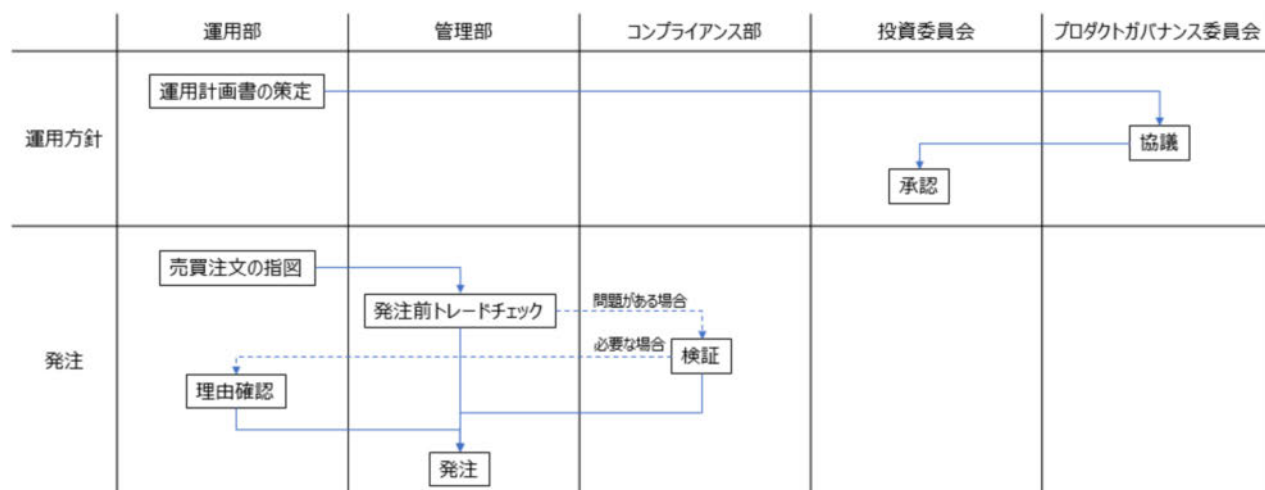 運用部
管理部
コンプライアンス部
投資委員会
プロダクトガバナンス委員会
運用方針
運用計画書の策定
協議
承認
発注
売買注文の指図
発注前トレードチェック
問題がある場合
必要な場合
検証
理由確認
発注